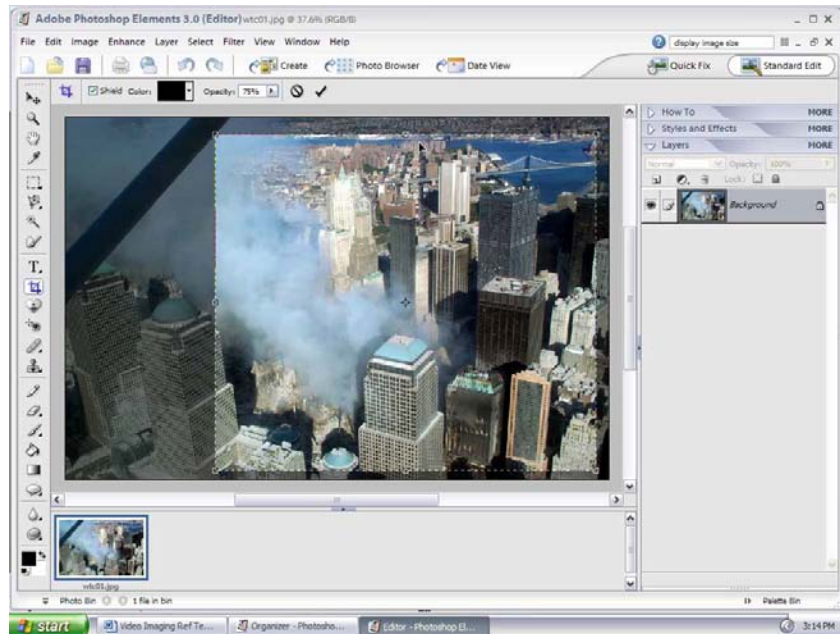 Adobe Photoshop Elements 3.0 (Editor) wtc01.jpg @ 37.6% (RGB/8)
File Edit Image Enhance Layer Select Filter View Window Help
display image size
Create Photo Browser Date View Quick Fix Standard Edit
Shield Color: Opacity: 75%
How To MORE
Styles and Effects MORE
Layers MORE
Normal Opacity: 100%
Lock:
Background
T
wtc01.jpg
Photo Bin 1 file in bin Palette Bin
start Video Imaging Ref Te... Organizer - Photosho... Editor - Photoshop El... 3:14 PM